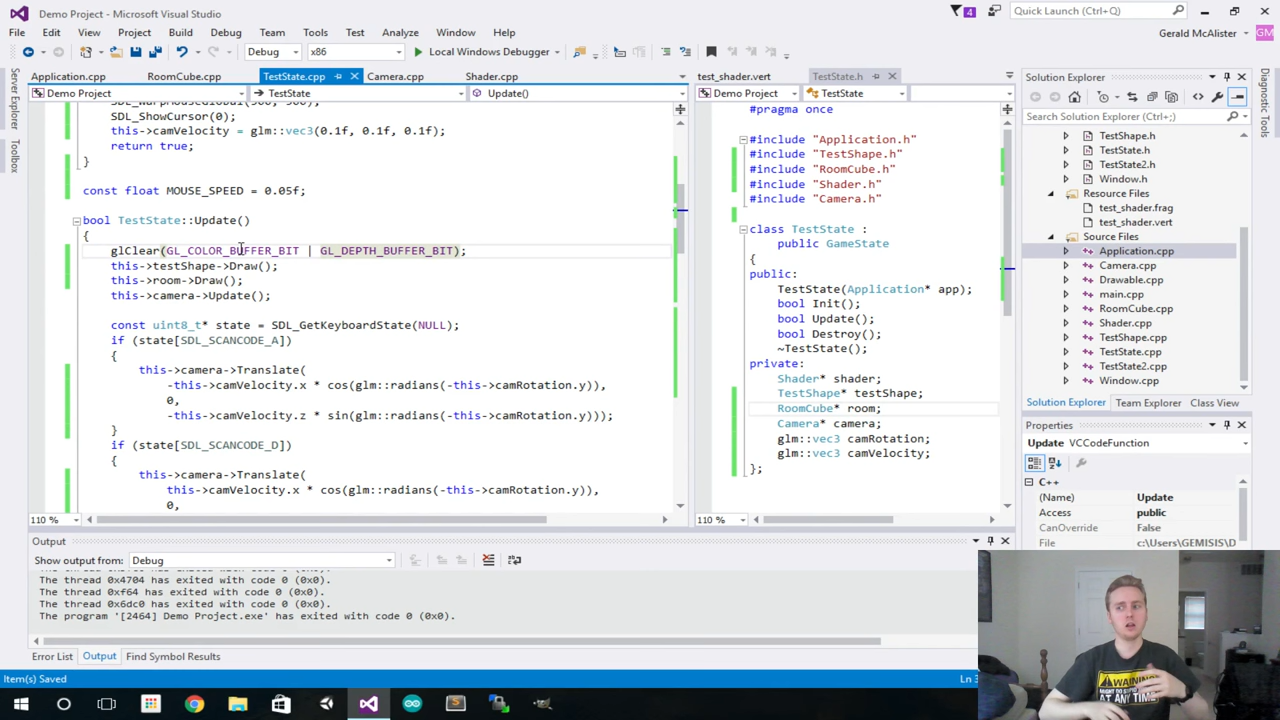 Demo Project - Microsoft Visual Studio
4
Quick Launch (Ctrl+Q)
File Edit View Project Build Debug Team Tools Test Analyze Window Help
Gerald McAlister
GM
Debug x86 Local Windows Debugger
Server Explorer
Toolbox
Application.cpp RoomCube.cpp TestState.cpp Camera.cpp Shader.cpp
Demo Project TestState Update()
SDL_ShowCursor(0);
this->camVelocity = glm::vec3(0.1f, 0.1f, 0.1f);
return true;
}
const float MOUSE_SPEED = 0.05f;
bool TestState::Update()
{
glClear(GL_COLOR_BUFFER_BIT | GL_DEPTH_BUFFER_BIT);
this->testShape->Draw();
this->room->Draw();
this->camera->Update();
const uint8_t* state = SDL_GetKeyboardState(NULL);
if (state[SDL_SCANCODE_A])
{
this->camera->Translate(
-this->camVelocity.x * cos(glm::radians(-this->camRotation.y)),
0,
-this->camVelocity.z * sin(glm::radians(-this->camRotation.y)));
}
if (state[SDL_SCANCODE_D])
{
this->camera->Translate(
this->camVelocity.x * cos(glm::radians(-this->camRotation.y)),
0,
110 %
test_shader.vert TestState.h
Demo Project TestState
#pragma once
#include "Application.h"
#include "TestShape.h"
#include "RoomCube.h"
#include "Shader.h"
#include "Camera.h"
class TestState :
public GameState
{
public:
TestState(Application* app);
bool Init();
bool Update();
bool Destroy();
~TestState();
private:
Shader* shader;
TestShape* testShape;
RoomCube* room;
Camera* camera;
glm::vec3 camRotation;
glm::vec3 camVelocity;
};
110 %
Solution Explorer
Search Solution Explorer (Ctrl+;)
TestShape.h
TestState.h
TestState2.h
Window.h
Resource Files
test_shader.frag
test_shader.vert
Source Files
Application.cpp
Camera.cpp
Drawable.cpp
main.cpp
RoomCube.cpp
Shader.cpp
TestShape.cpp
TestState.cpp
TestState2.cpp
Window.cpp
Solution Explorer Team Explorer Class View
Properties
Update VCCodeFunction
C++
(Name) Update
Access public
CanOverride False
File c:\Users\GEMISIS\D
Diagnostic Tools
Output
Show output from: Debug
The thread 0x4704 has exited with code 0 (0x0).
The thread 0xf64 has exited with code 0 (0x0).
The thread 0x6dc0 has exited with code 0 (0x0).
The program '[2464] Demo Project.exe' has exited with code 0 (0x0).
Error List Output Find Symbol Results
Item(s) Saved
WARNING!
AT ANY TIME